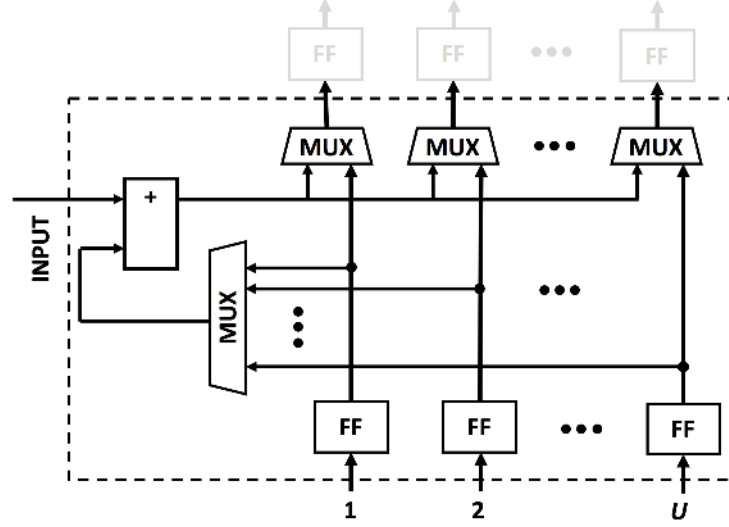 FF FF FF
MUX MUX MUX
+
INPUT
MUX
FF FF FF
1 2 U